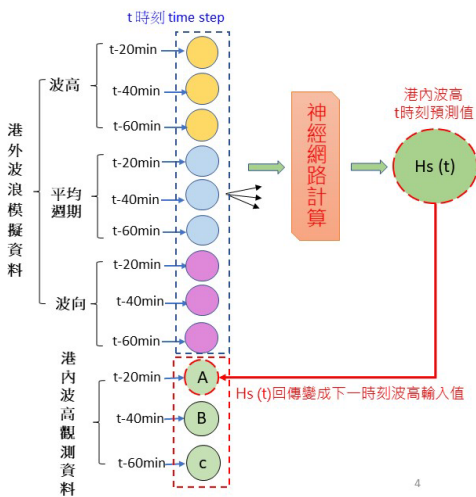 t 時刻 time step
港外波浪模擬資料
波高
t-20min
t-40min
t-60min
平均
週期
t-20min
t-40min
t-60min
波向
t-20min
t-40min
t-60min
港內波高觀測資料
t-20min
A
t-40min
B
t-60min
c
神經網路計算
港內波高
t時刻預測值
Hs (t)
Hs (t)回傳變成下一時刻波高輸入值
4